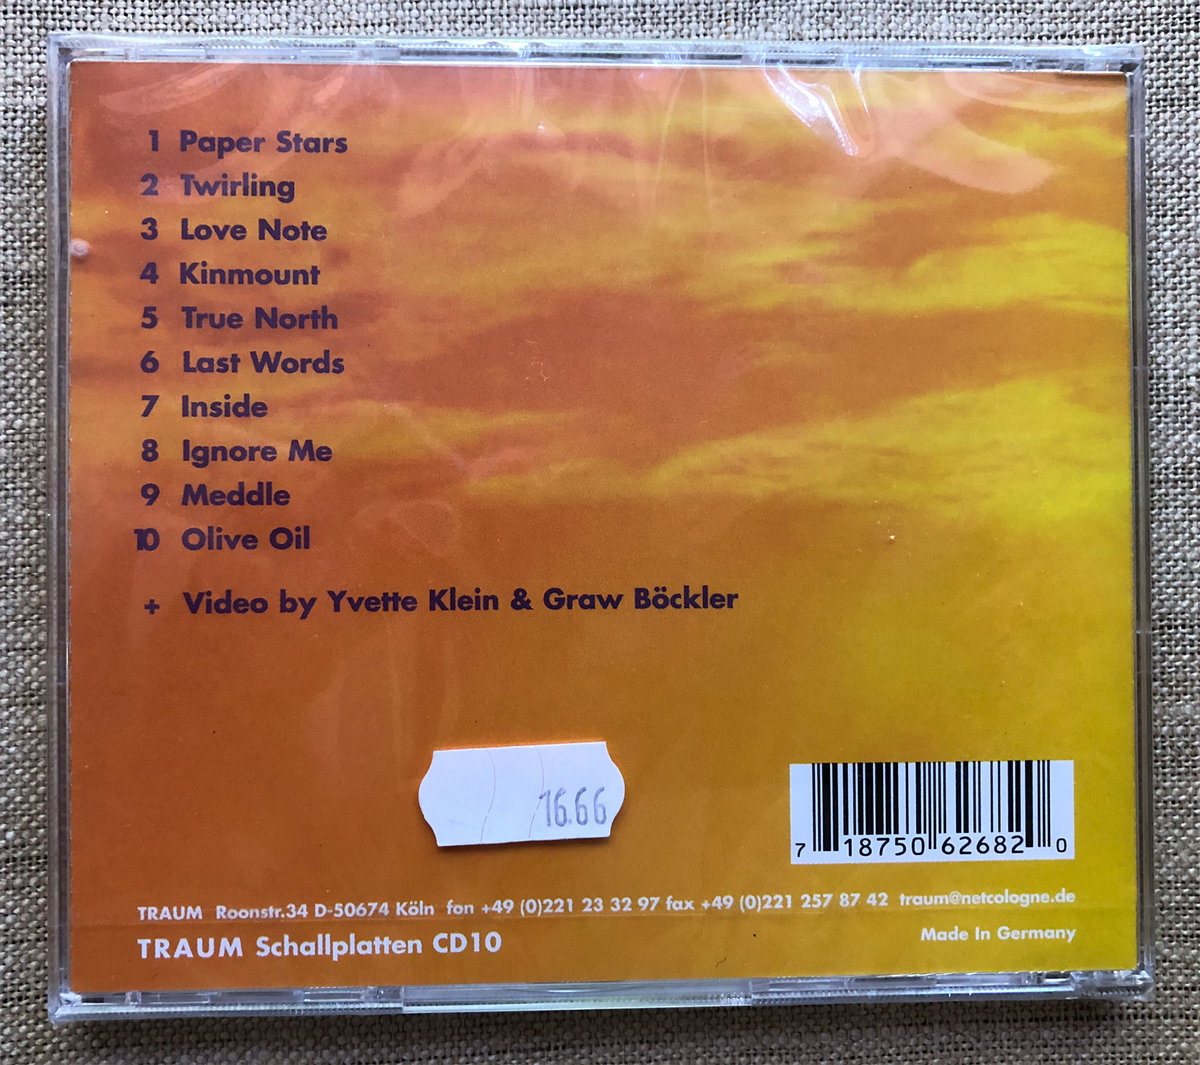 1 Paper Stars
2 Twirling
3 Love Note
4 Kinmount
5 True North
6 Last Words
7 Inside
8 Ignore Me
9 Meddle
10 Olive Oil
+ Video by Yvette Klein & Graw Böckler
16.66
7 18750 62682 0
TRAUM Roonstr.34 D-50674 Köln fon +49 (0)221 23 32 97 fax +49 (0)221 257 87 42 traum@netcologne.de
TRAUM Schallplatten CD10
Made In Germany